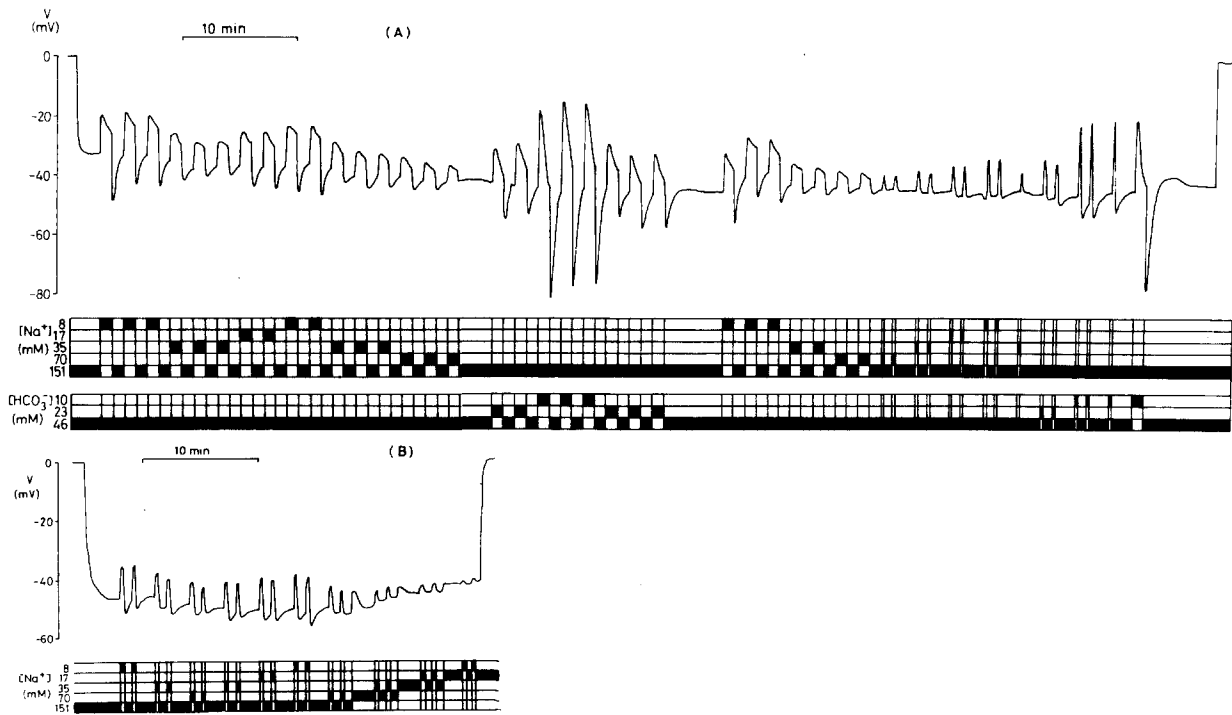 V
(mV)
10 min
(A)
0
-20
-40
-60
-80
[Na⁺]
(mM)
8
17
35
70
151
[HCO₃⁻]
(mM)
10
23
46
10 min
(B)
V
(mV)
0
-20
-40
-60
[Na⁺]
(mM)
8
17
35
70
151